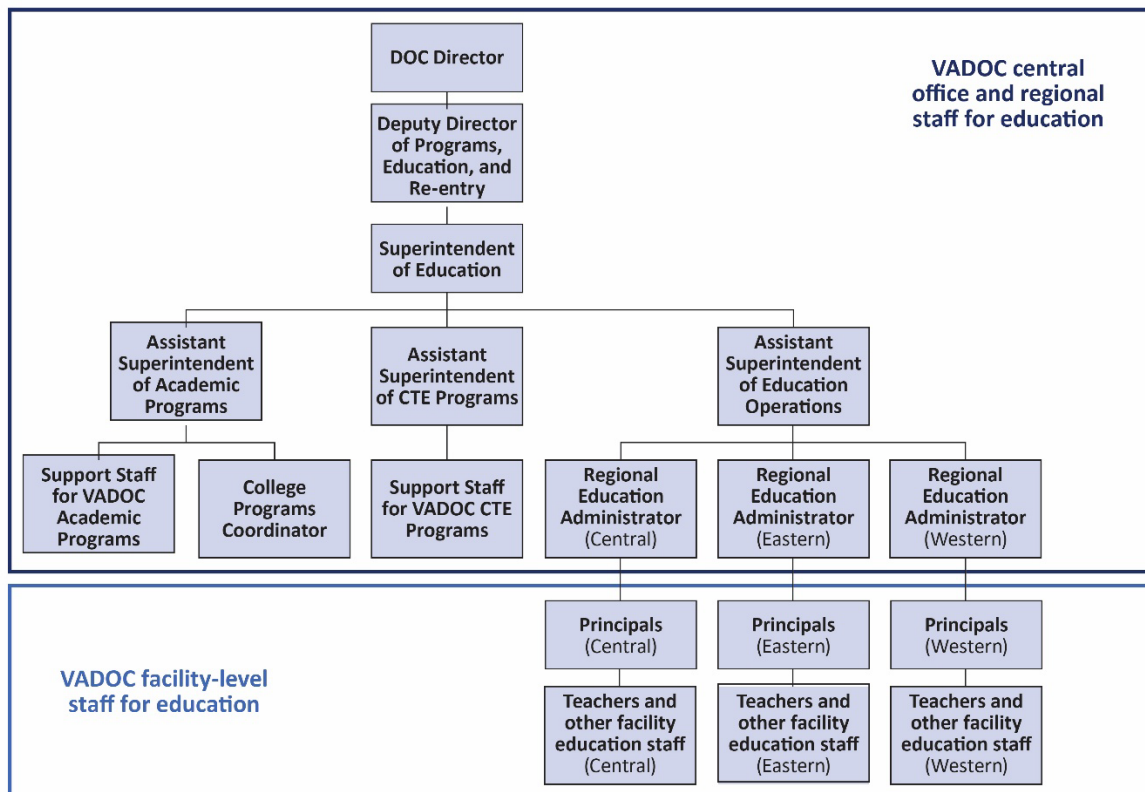 DOC Director
VADOC central
office and regional
staff for education
Deputy Director
of Programs,
Education, and
Re-entry
Superintendent
of Education
Assistant
Superintendent
of Academic
Programs
Assistant
Superintendent
of CTE Programs
Assistant
Superintendent
of Education
Operations
Support Staff
for VADOC
Academic
Programs
College
Programs
Coordinator
Support Staff
for VADOC CTE
Programs
Regional
Education
Administrator
(Central)
Regional
Education
Administrator
(Eastern)
Regional
Education
Administrator
(Western)
VADOC facility-level
staff for education
Principals
(Central)
Principals
(Eastern)
Principals
(Western)
Teachers and
other facility
education staff
(Central)
Teachers and
other facility
education staff
(Eastern)
Teachers and
other facility
education staff
(Western)